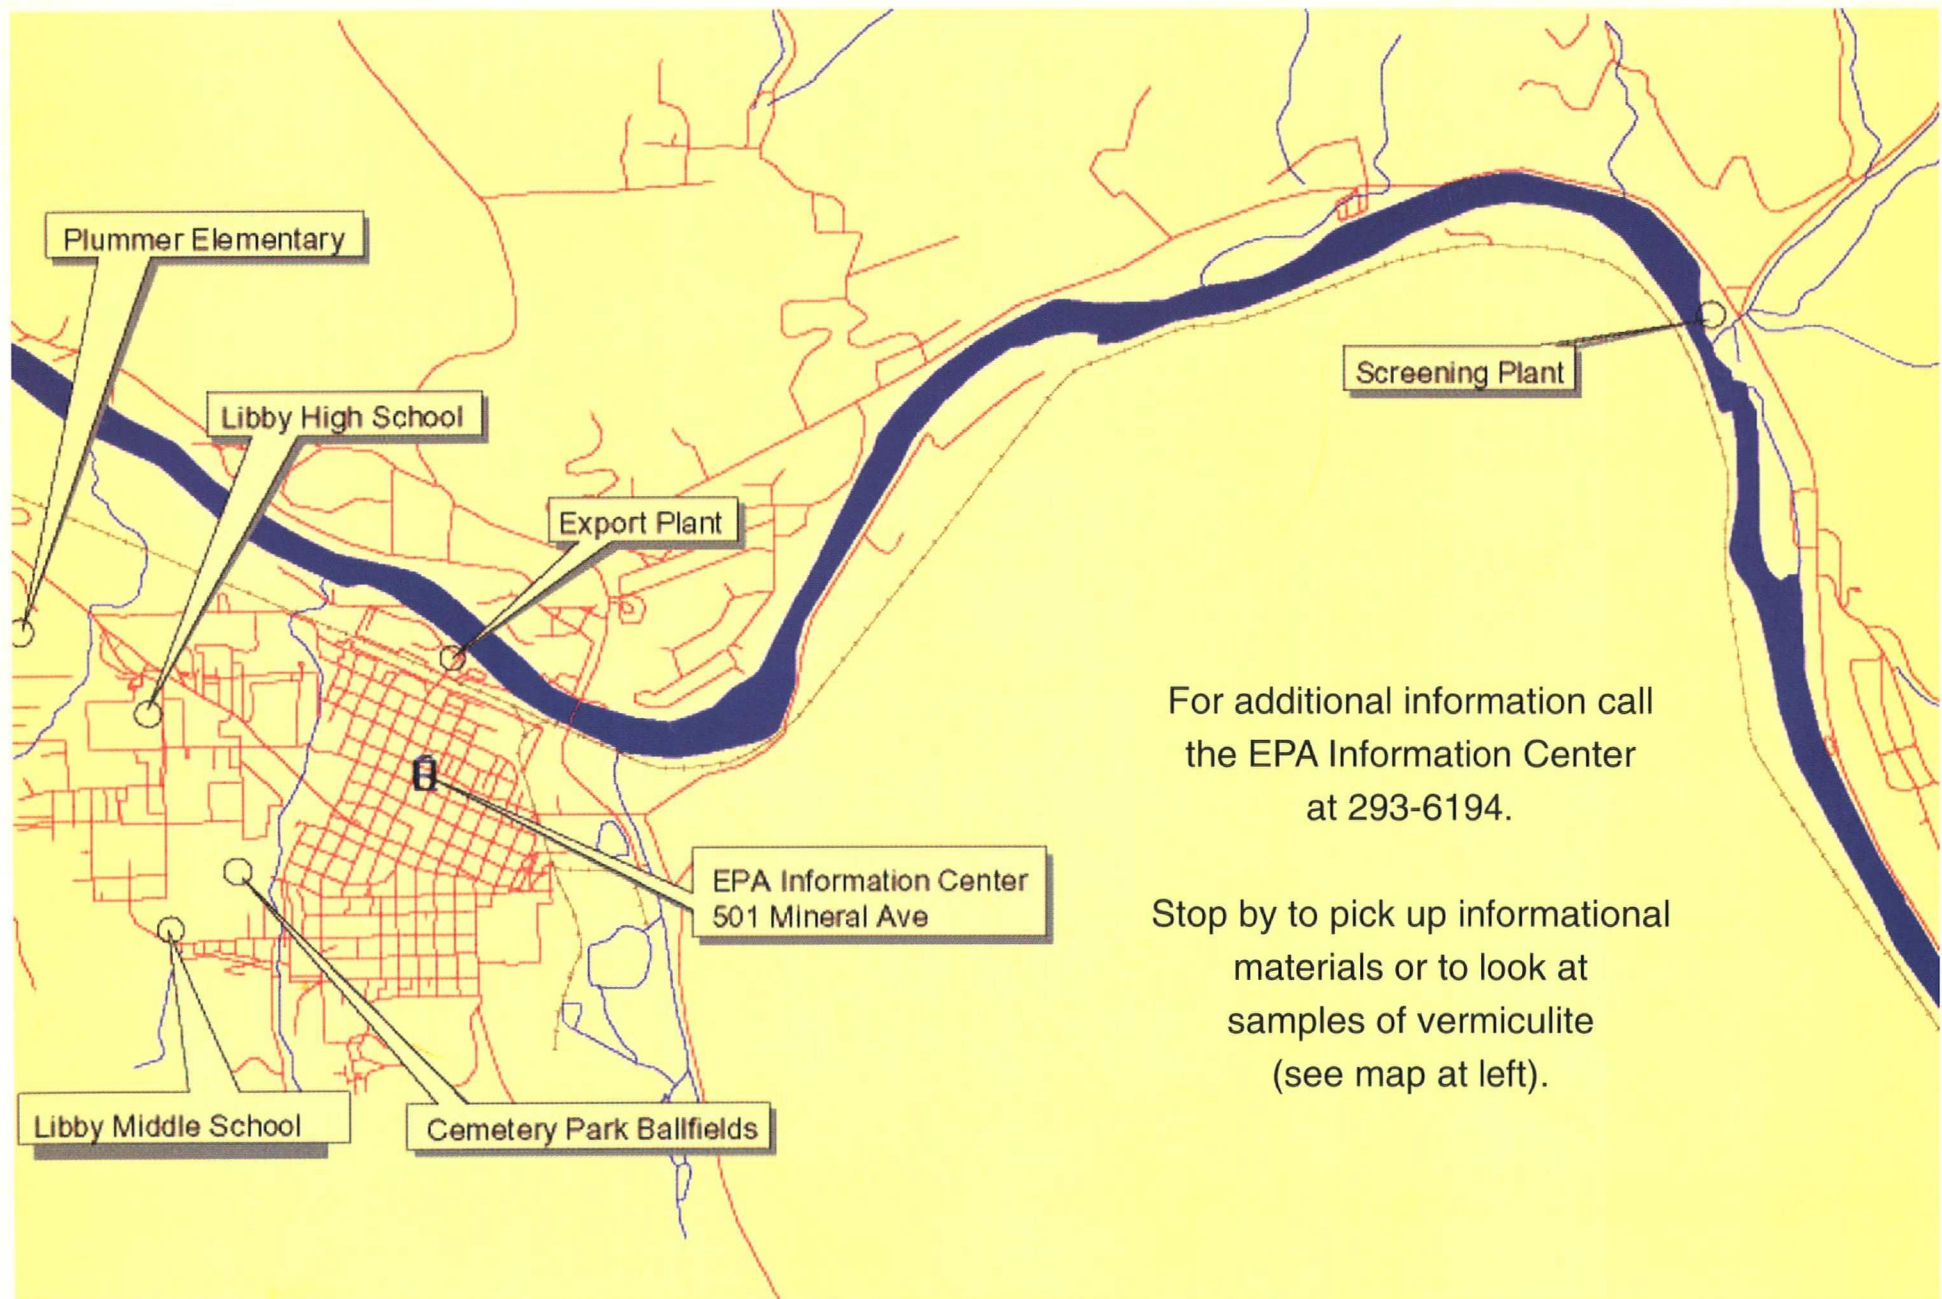 Plummer Elementary
Libby High School
Export Plant
Screening Plant
EPA Information Center
501 Mineral Ave
Libby Middle School
Cemetery Park Ballfields
For additional information call
the EPA Information Center
at 293-6194.
Stop by to pick up informational
materials or to look at
samples of vermiculite
(see map at left).